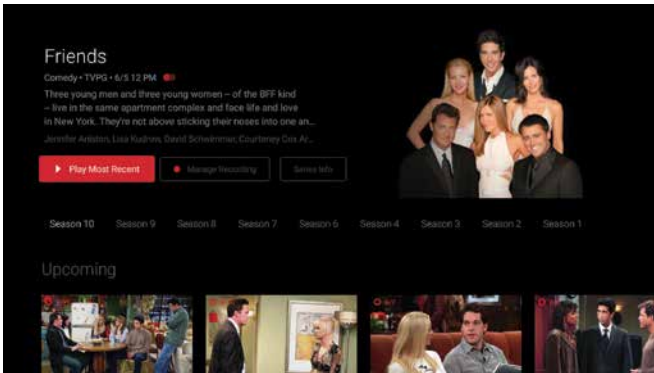 Friends
Comedy • TVPG • 6/5 12 PM
Three young men and three young women – of the BFF kind
– live in the same apartment complex and face life and love
in New York. They're not above sticking their noses into one an...
Jennifer Aniston, Lisa Kudrow, David Schwimmer, Courteney Cox Ar...
Play Most Recent
Manage Recording
Series Info
Season 10 Season 9 Season 8 Season 7 Season 6 Season 4 Season 3 Season 2 Season 1
Upcoming